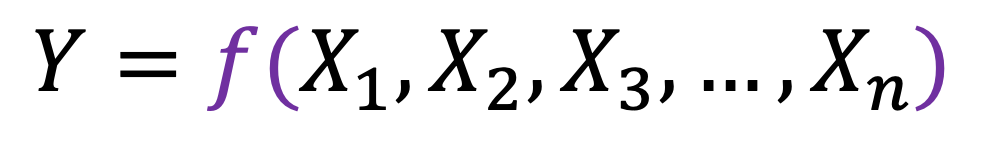 Y = f(X₁, X₂, X₃, … , Xₙ)